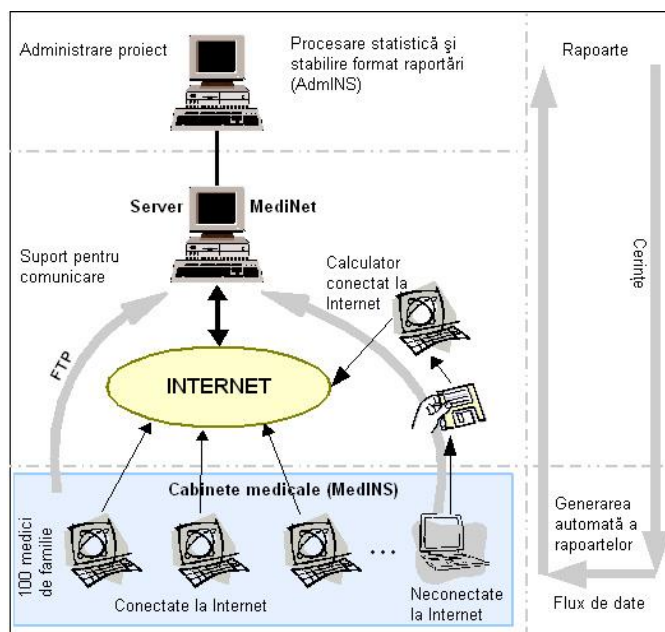 Administrare proiect
Procesare statistică şi
stabilire format raportări
(AdmINS)
Rapoarte
Server MediNet
Suport pentru
comunicare
Calculator
conectat la
Internet
Cerinţe
FTP
INTERNET
Cabinete medicale (MedINS)
100 medici
de familie
...
Conectate la Internet
Neconectate
la Internet
Generarea
automată a
rapoartelor
Flux de date